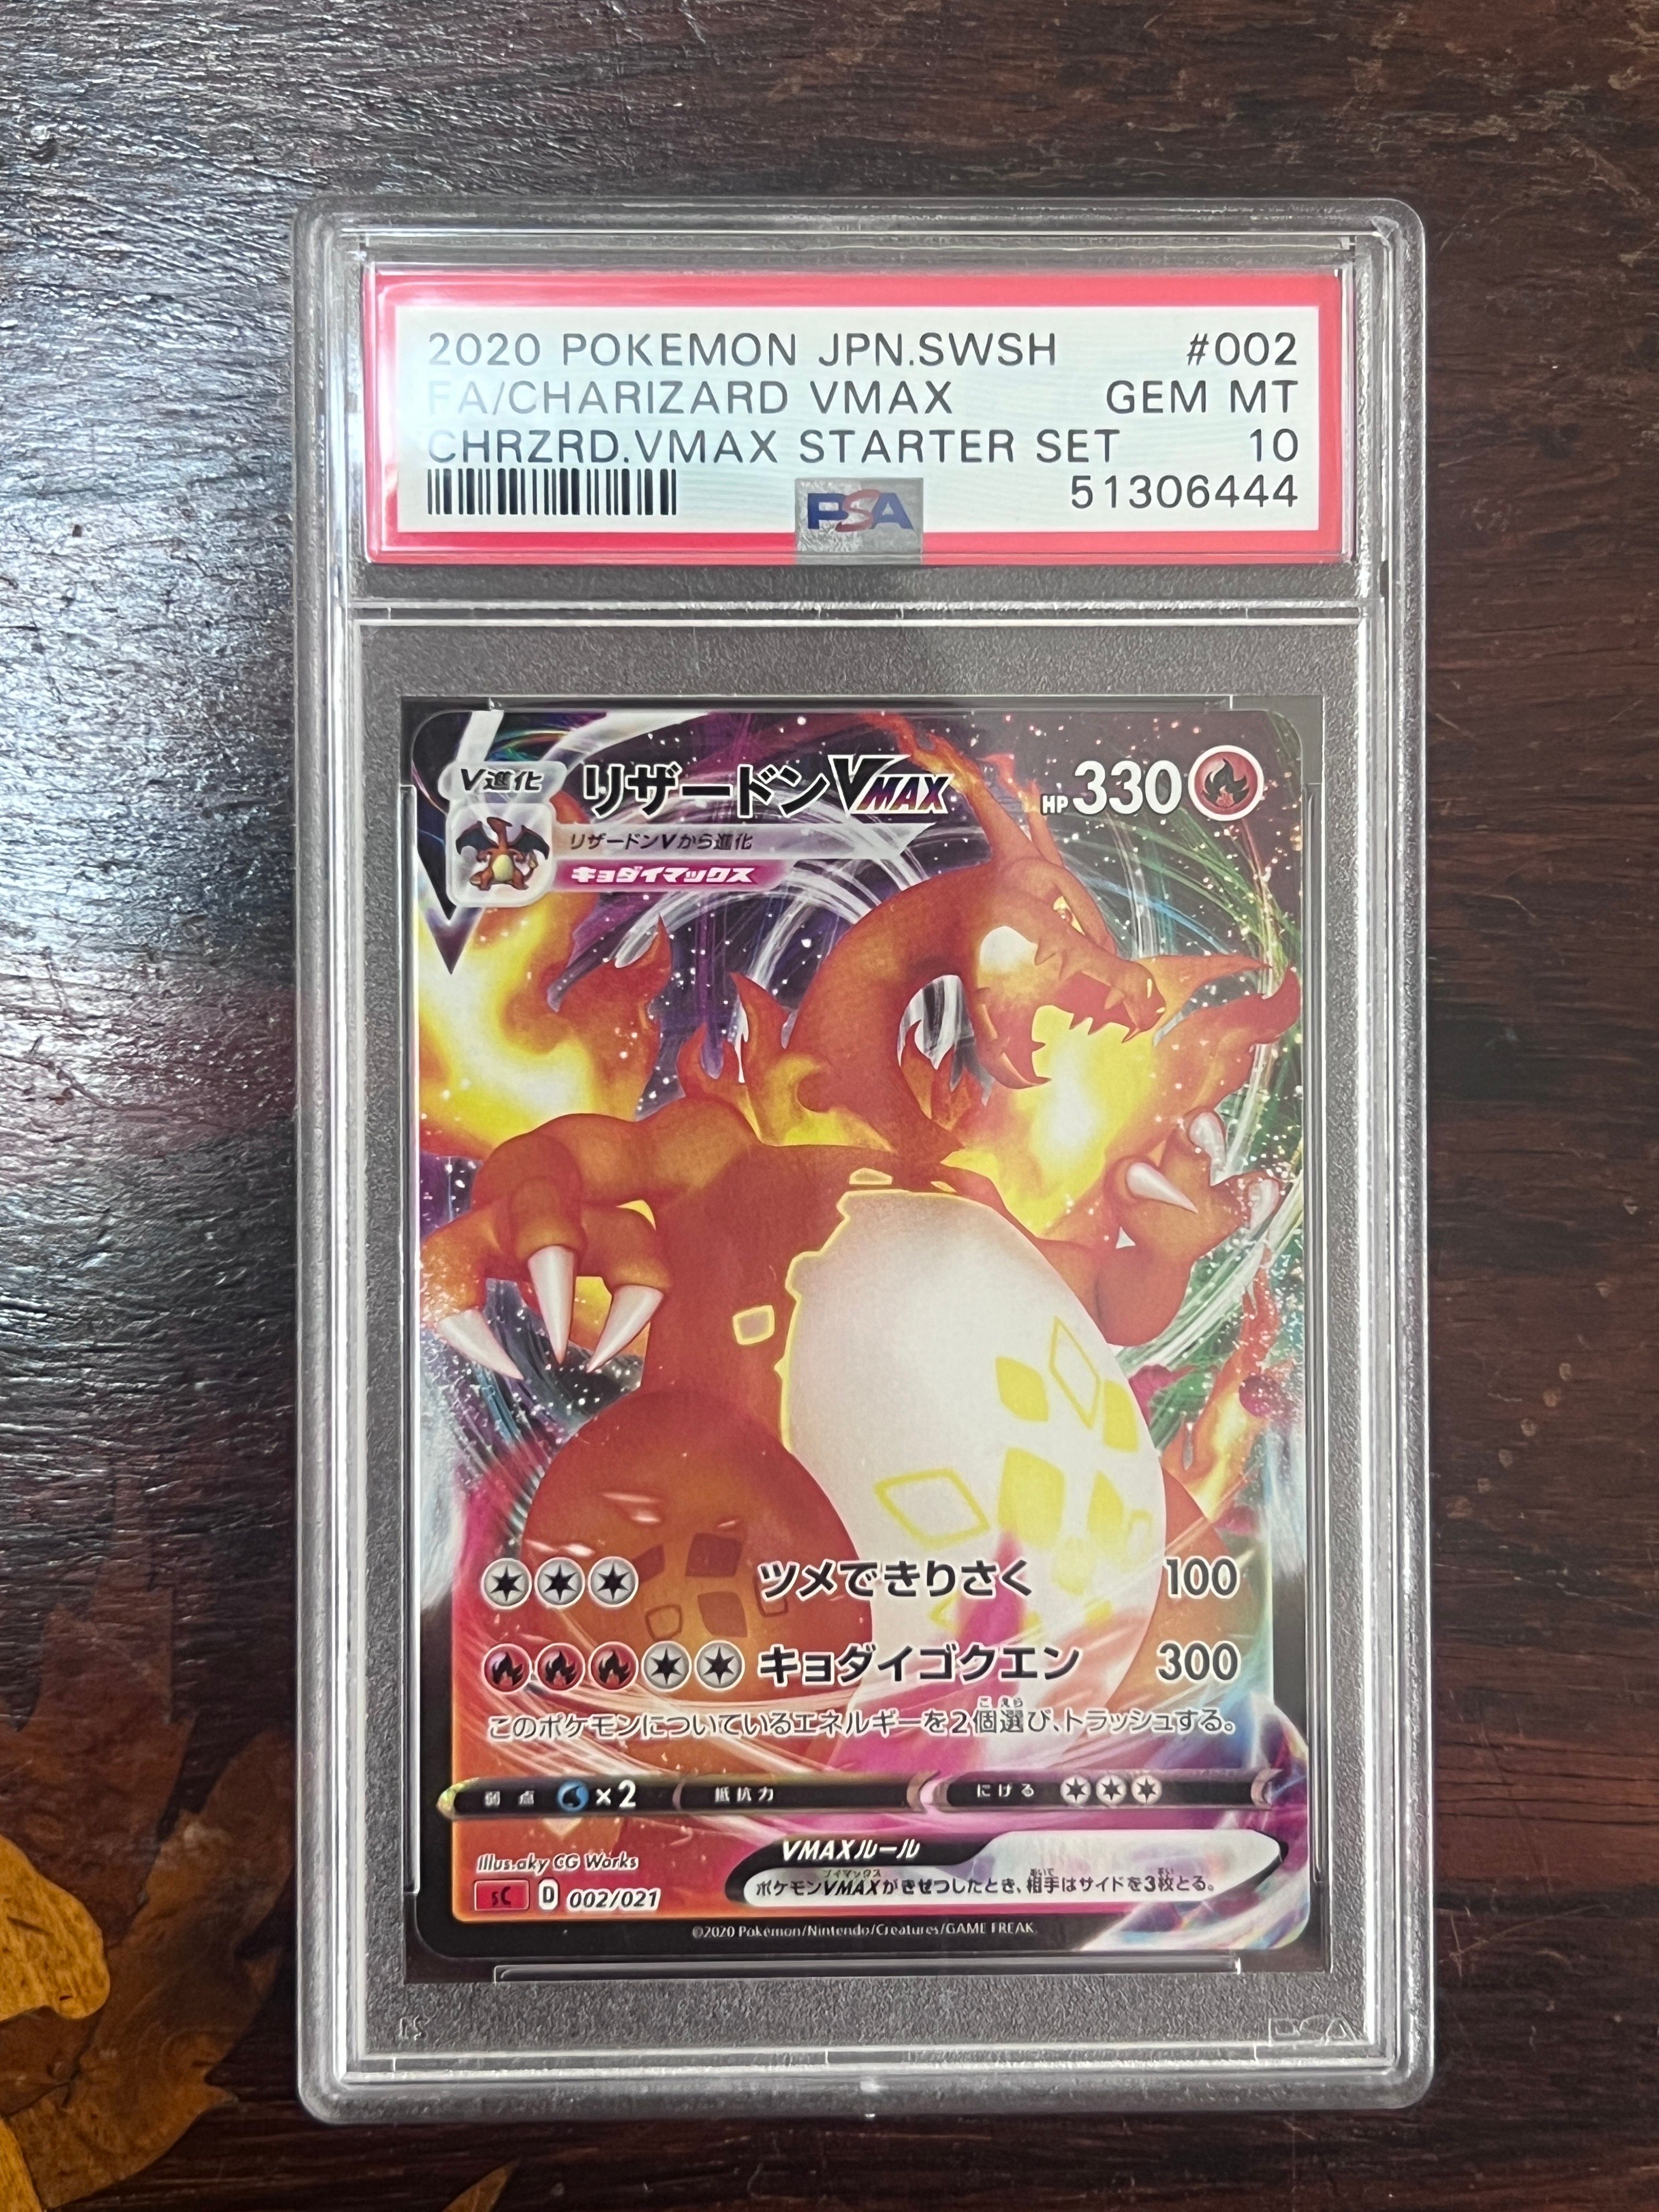 2020 POKEMON JPN.SWSH #002
FA/CHARIZARD VMAX GEM MT
CHRZRD.VMAX STARTER SET 10
51306444
PSA
V進化 リザードンVMAX HP 330
リザードンVから進化
キョダイマックス
ツメできりさく 100
キョダイゴクエン 300
このポケモンについているエネルギーを2個選び、トラッシュする。
弱点 ×2 抵抗力 にげる
VMAXルール
ポケモンVMAXがきぜつしたとき、相手はサイドを3枚とる。
Illus.aky CG Works
sC D 002/021
©2020 Pokémon/Nintendo/Creatures/GAME FREAK
PSA